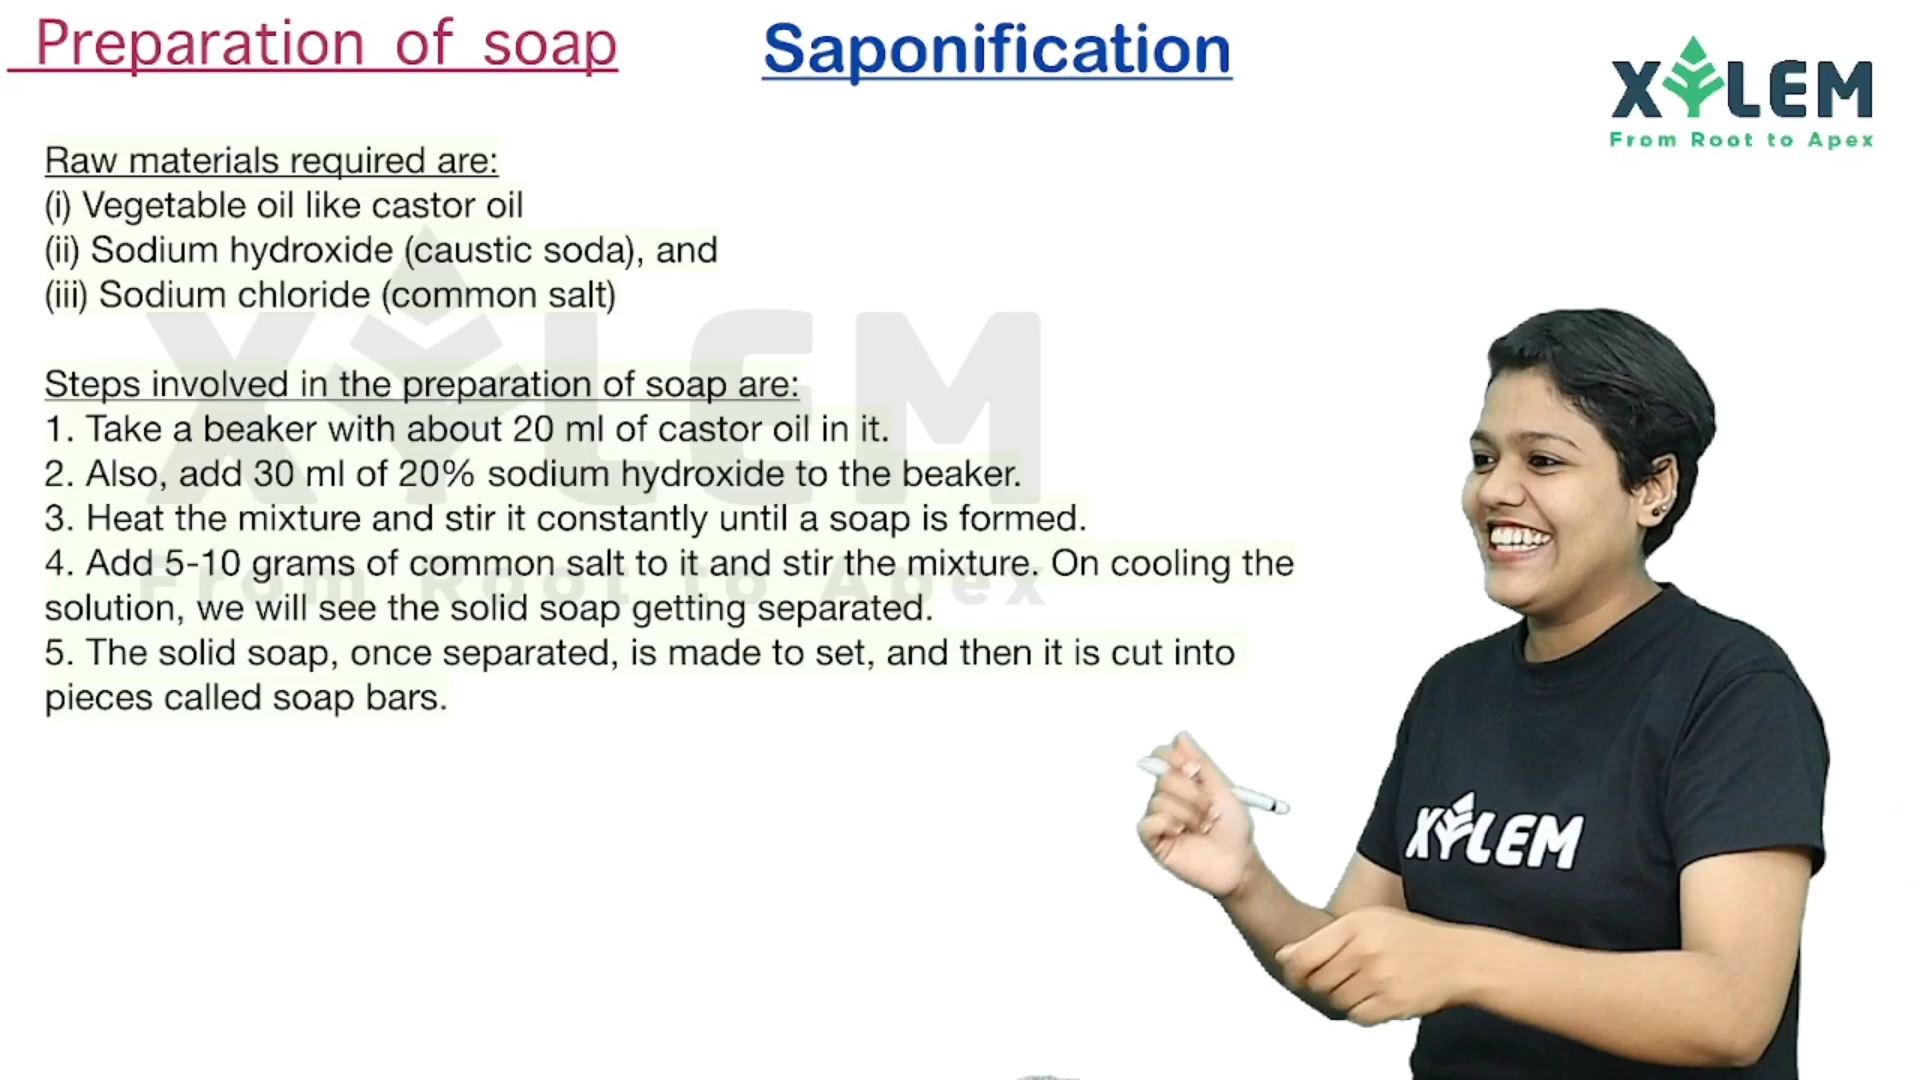 Preparation of soap
Saponification
XYLEM
From Root to Apex
Raw materials required are:
(i) Vegetable oil like castor oil
(ii) Sodium hydroxide (caustic soda), and
(iii) Sodium chloride (common salt)
Steps involved in the preparation of soap are:
1. Take a beaker with about 20 ml of castor oil in it.
2. Also, add 30 ml of 20% sodium hydroxide to the beaker.
3. Heat the mixture and stir it constantly until a soap is formed.
4. Add 5-10 grams of common salt to it and stir the mixture. On cooling the
solution, we will see the solid soap getting separated.
5. The solid soap, once separated, is made to set, and then it is cut into
pieces called soap bars.
XYLEM
From Root to Apex
XYLEM